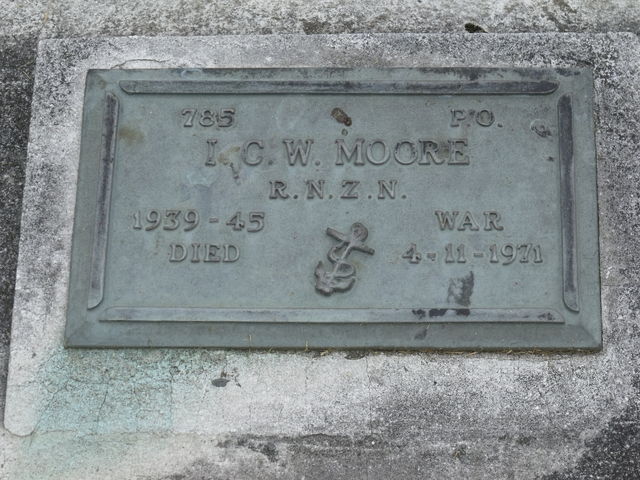 785 P.O.
I. C. W. MOORE
R.N.Z.N.
1939-45 WAR
DIED 4-11-1971